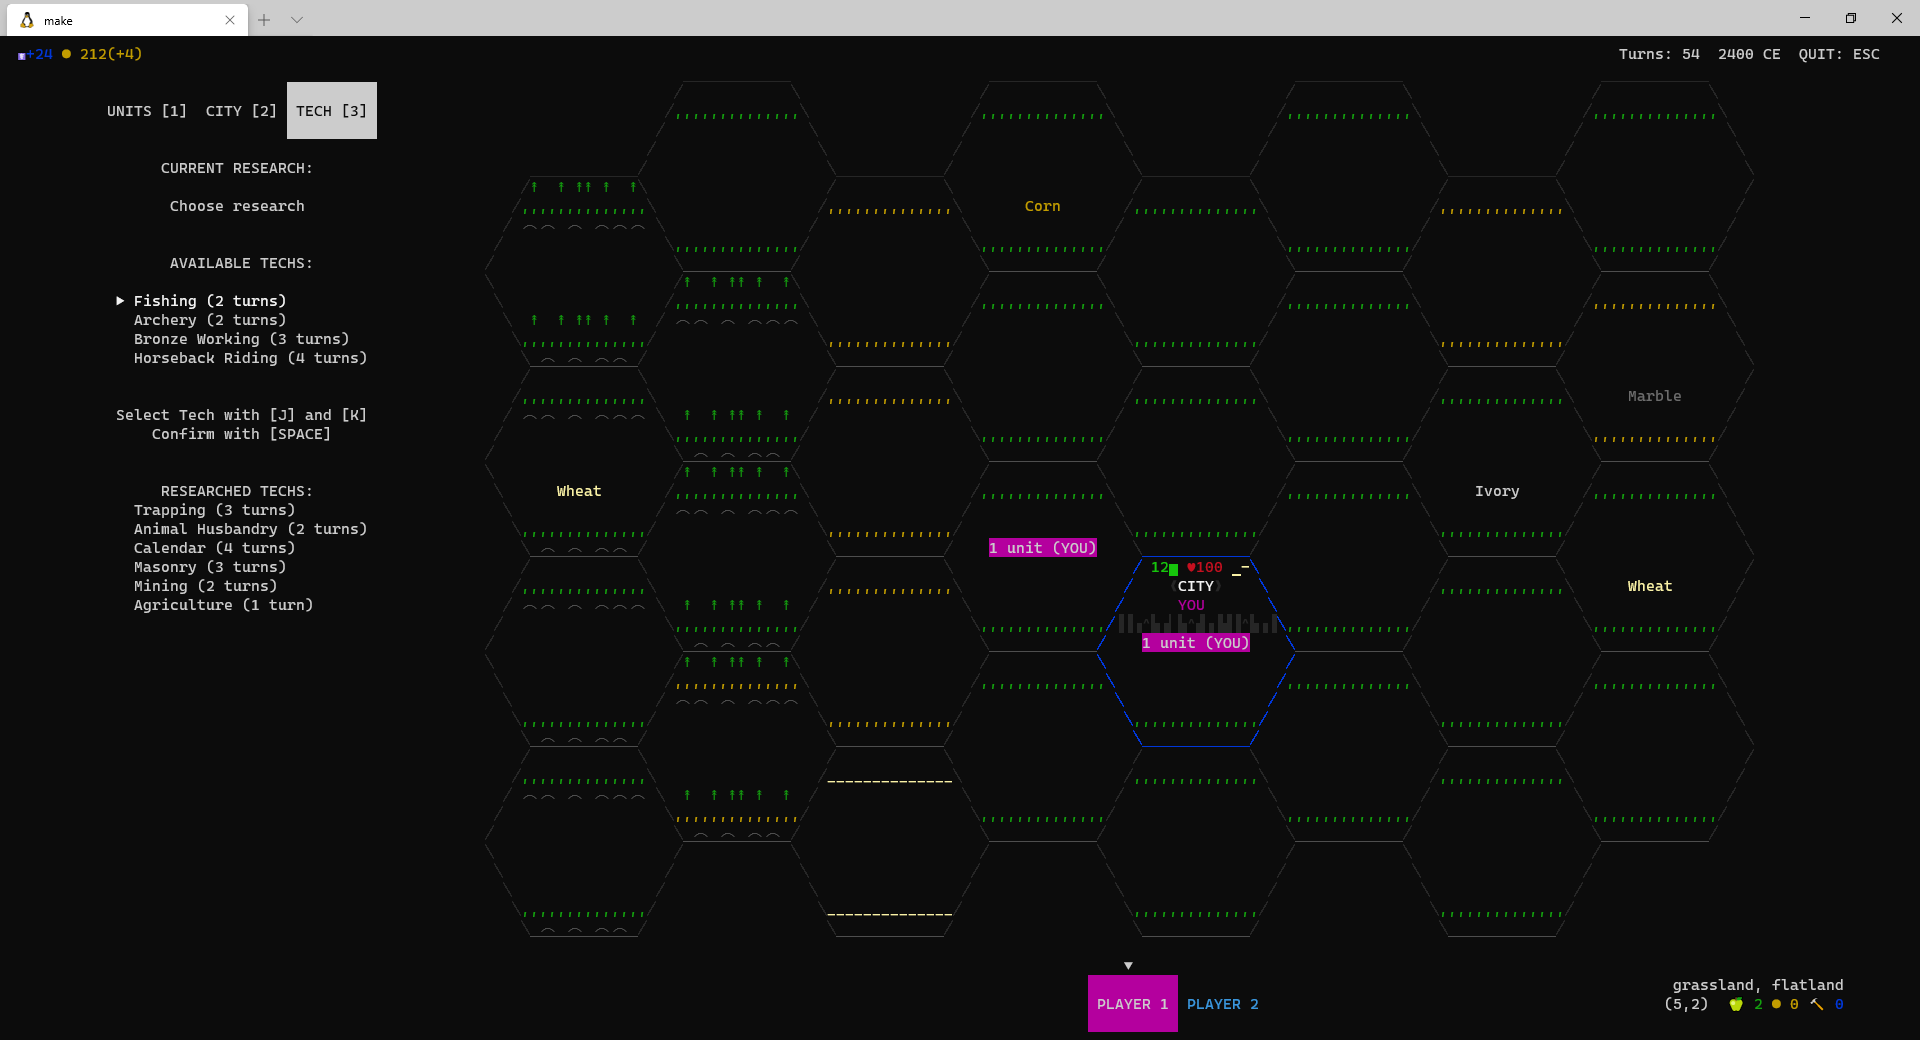 make
+24 212(+4)
Turns: 54 2400 CE QUIT: ESC
UNITS [1] CITY [2] TECH [3]
CURRENT RESEARCH:
Choose research
AVAILABLE TECHS:
Fishing (2 turns)
Archery (2 turns)
Bronze Working (3 turns)
Horseback Riding (4 turns)
Select Tech with [J] and [K]
Confirm with [SPACE]
RESEARCHED TECHS:
Trapping (3 turns)
Animal Husbandry (2 turns)
Calendar (4 turns)
Masonry (3 turns)
Mining (2 turns)
Agriculture (1 turn)
Corn
Marble
Wheat
Ivory
1 unit (YOU)
12 ♥100
CITY
YOU
1 unit (YOU)
Wheat
PLAYER 1 PLAYER 2
grassland, flatland
(5,2) 2 0 0